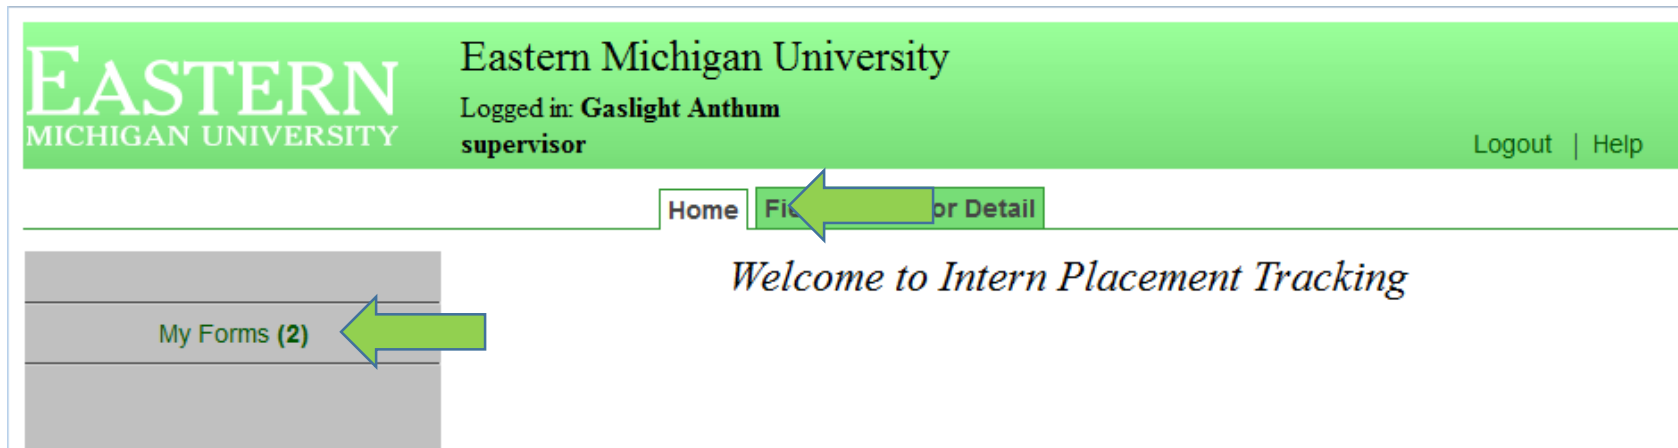 EASTERN
MICHIGAN UNIVERSITY
Eastern Michigan University
Logged in: Gaslight Anthum
supervisor
Logout | Help
Home
Detail
Welcome to Intern Placement Tracking
My Forms (2)